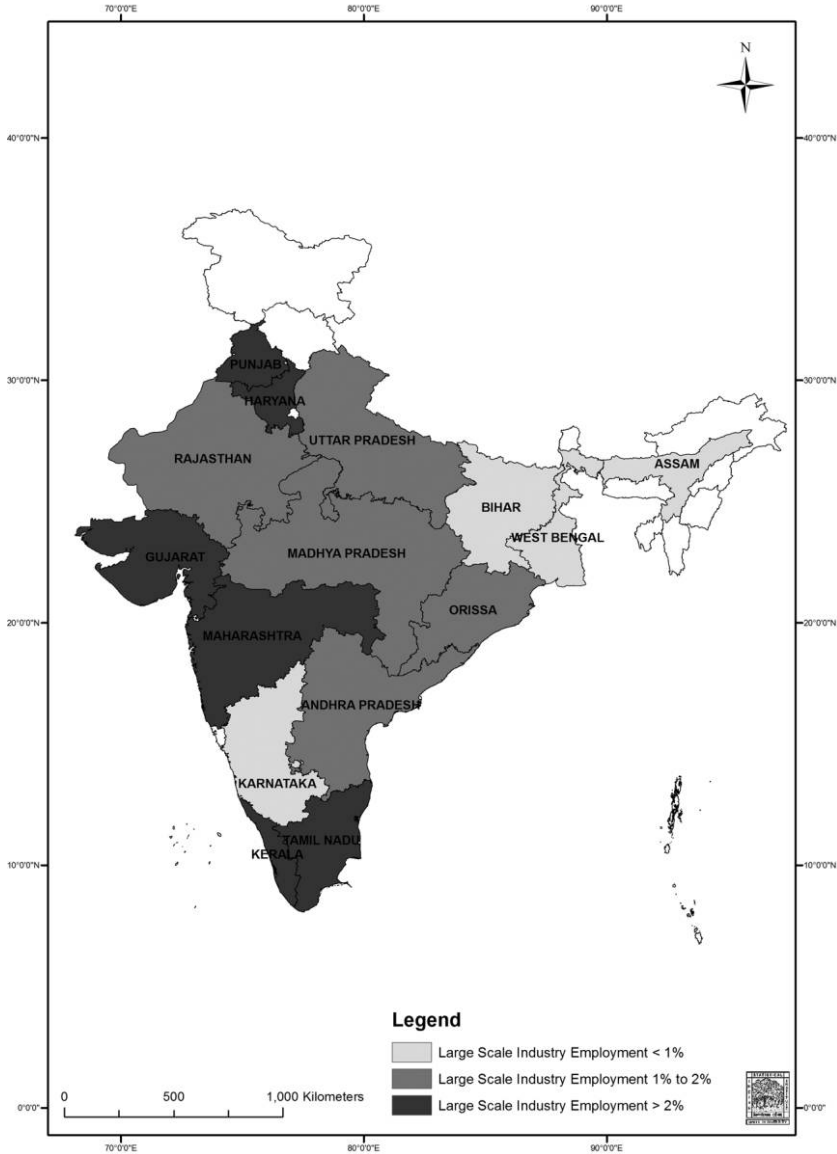 70°0'0"E 80°0'0"E 90°0'0"E
N
40°0'0"N 40°0'0"N
PUNJAB
30°0'0"N 30°0'0"N
HARYANA
UTTAR PRADESH
RAJASTHAN
ASSAM
BIHAR
WEST BENGAL
GUJARAT
MADHYA PRADESH
ORISSA
20°0'0"N 20°0'0"N
MAHARASHTRA
ANDHRA PRADESH
KARNATAKA
TAMIL NADU
KERALA
10°0'0"N 10°0'0"N
Legend
Large Scale Industry Employment < 1%
Large Scale Industry Employment 1% to 2%
Large Scale Industry Employment > 2%
0 500 1,000 Kilometers
0°0'0" 0°0'0"
70°0'0"E 80°0'0"E 90°0'0"E